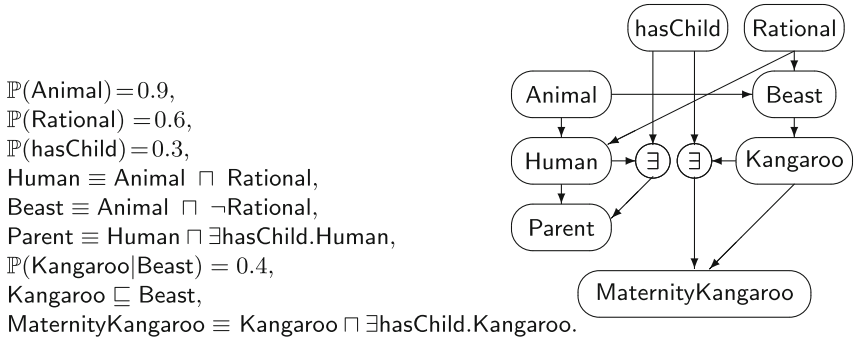 hasChild
Rational
ℙ(Animal)=0.9,
Animal
Beast
ℙ(Rational) =0.6,
ℙ(hasChild)=0.3,
Human ≡ Animal ⊓ Rational,
Human
∃
∃
Kangaroo
Beast ≡ Animal ⊓ ¬Rational,
Parent ≡ Human ⊓ ∃hasChild.Human,
Parent
ℙ(Kangaroo|Beast) = 0.4,
Kangaroo ⊑ Beast,
MaternityKangaroo
MaternityKangaroo ≡ Kangaroo ⊓ ∃hasChild.Kangaroo.